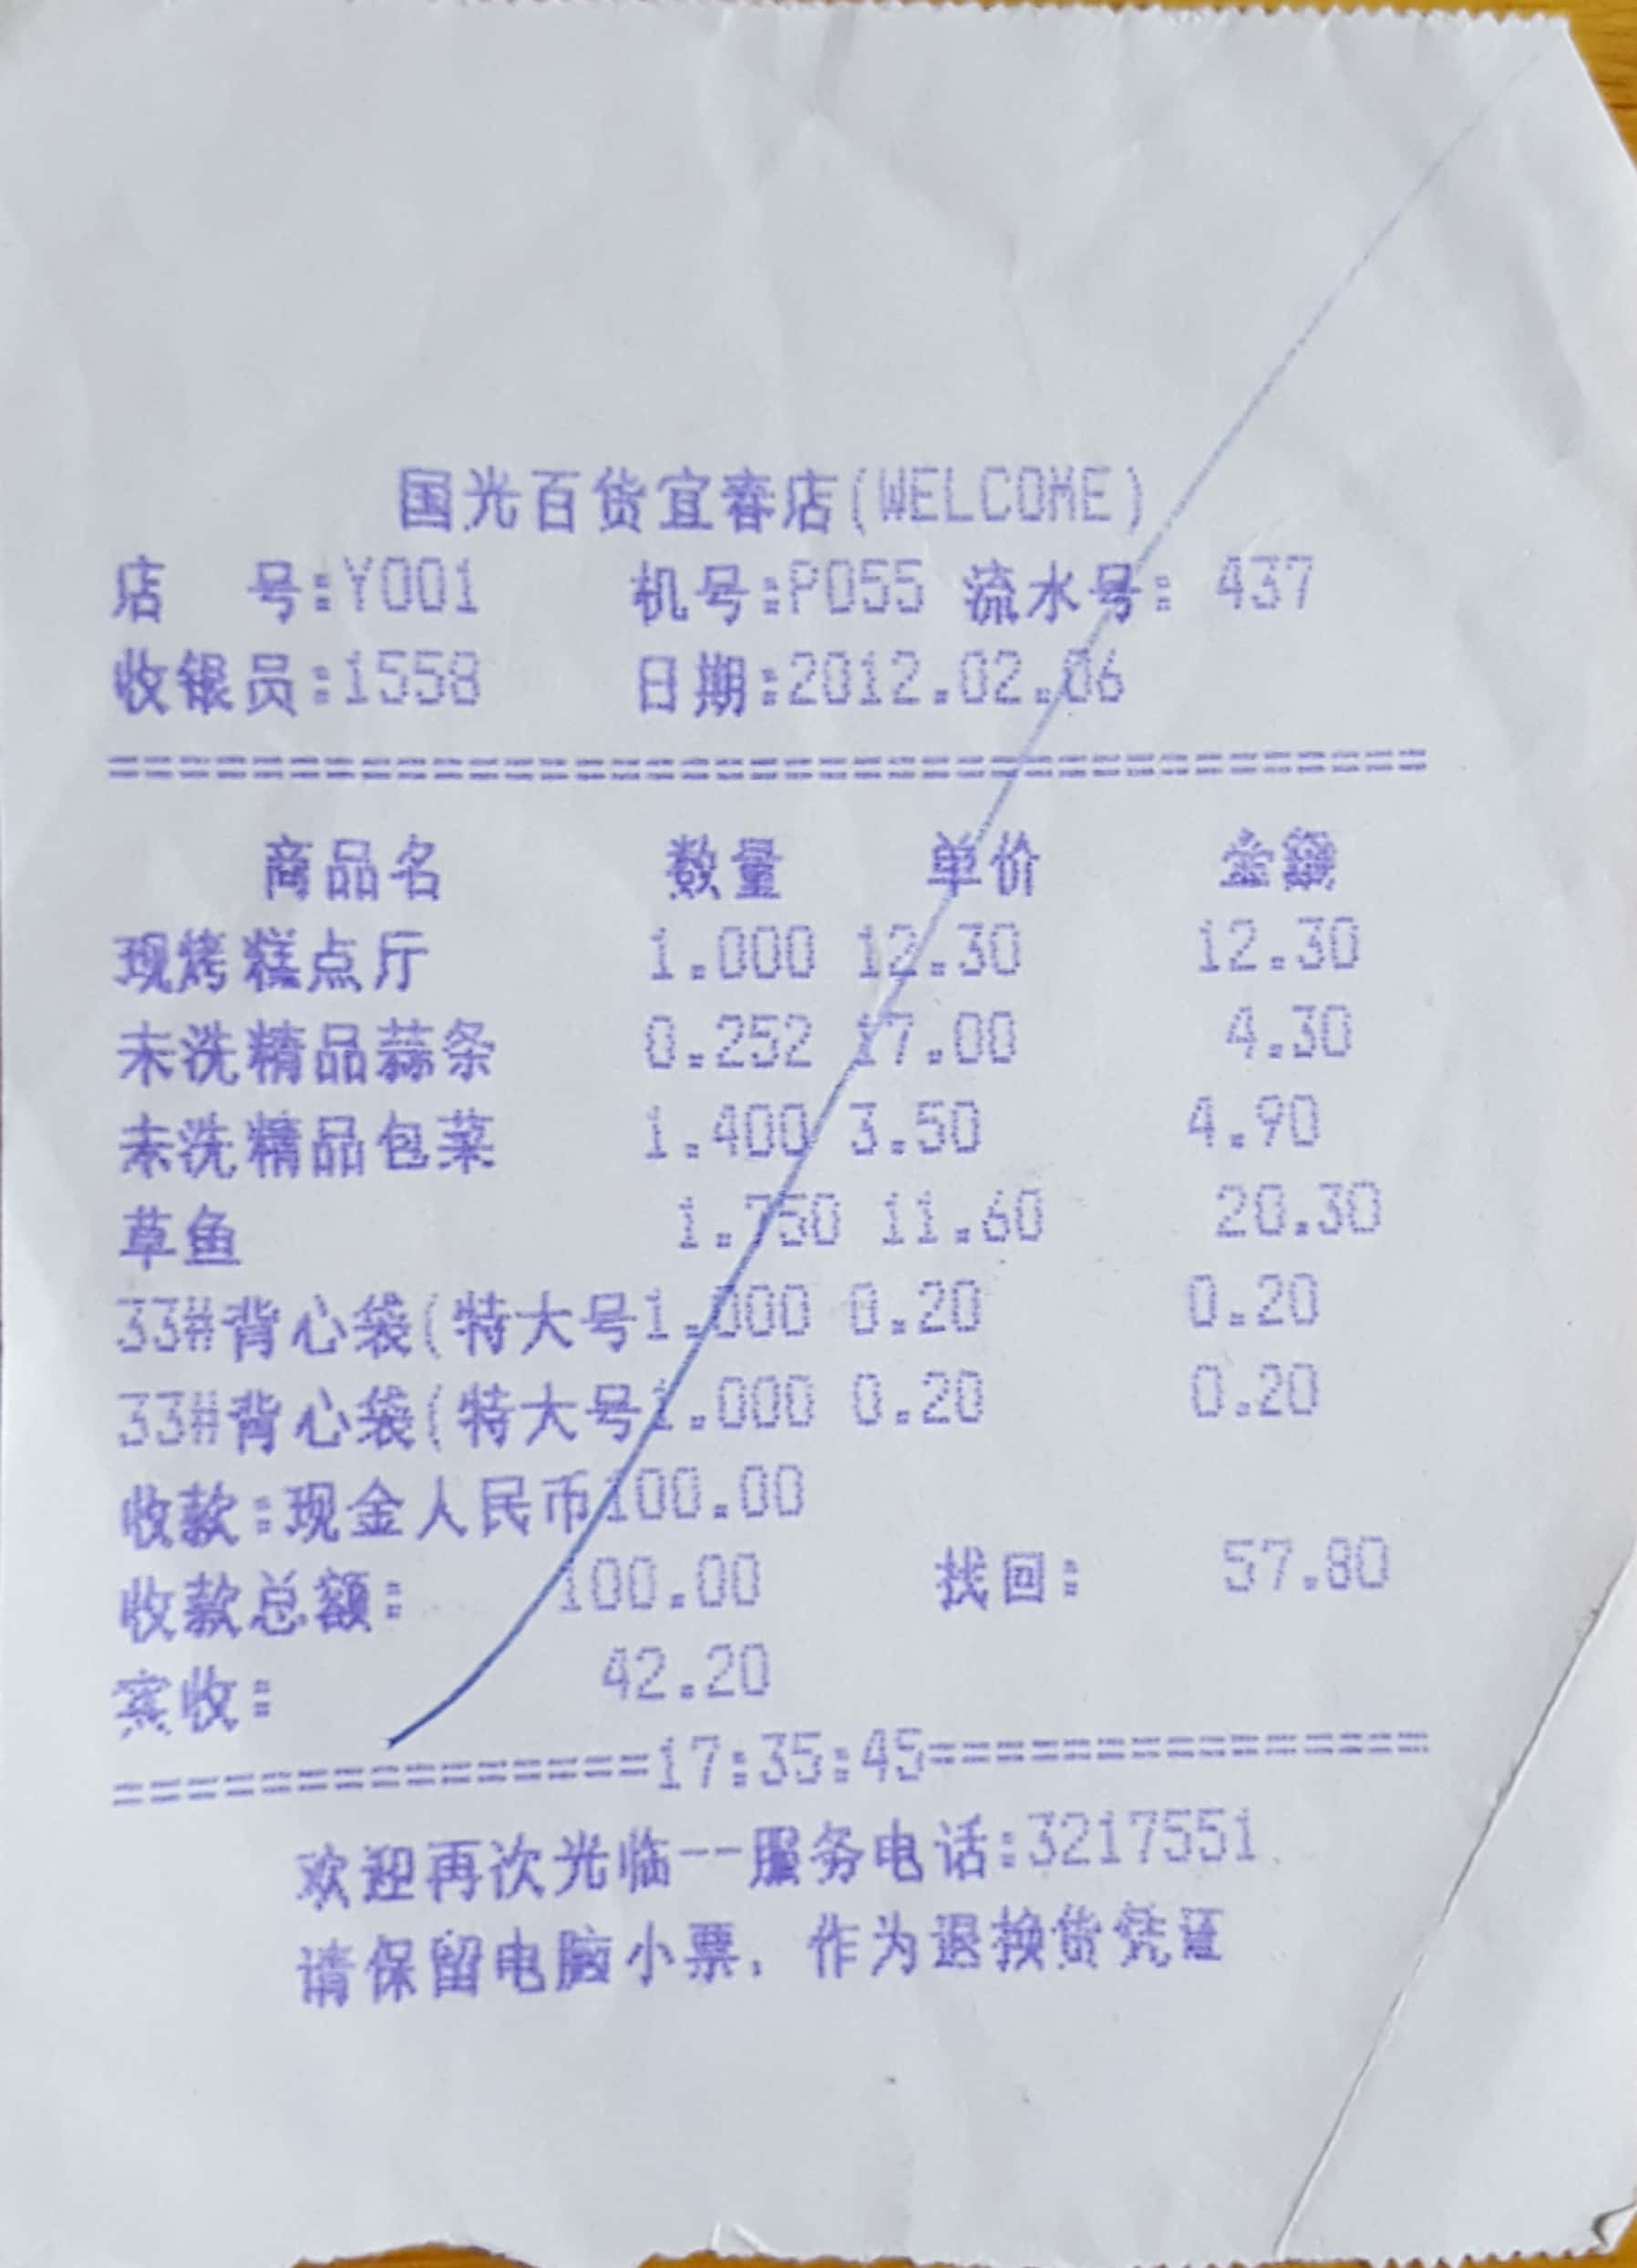 国光百货宜春店(WELCOME)
店 号:Y001 机号:P055 流水号: 437
收银员:1558 日期:2012.02.06
商品名 数量 单价 金额
现烤糕点厅 1.000 12.30 12.30
未洗精品蒜条 0.252 17.00 4.30
未洗精品包菜 1.400 3.50 4.90
草鱼 1.750 11.60 20.30
33#背心袋(特大号1.000 0.20 0.20
33#背心袋(特大号1.000 0.20 0.20
收款:现金人民币100.00
收款总额: 100.00 找回: 57.80
实收: 42.20
===============17:35:45===============
欢迎再次光临--服务电话:3217551
请保留电脑小票，作为退换货凭证